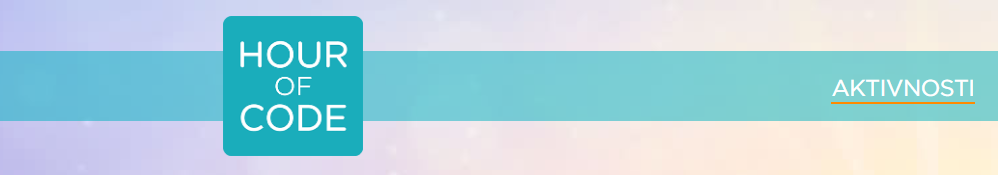 HOUR
OF
CODE
AKTIVNOSTI